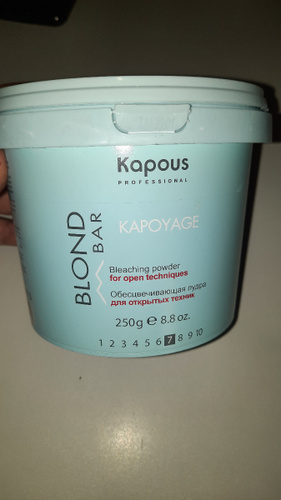 Kapous
PROFESSIONAL
BLOND
BAR
KAPOYAGE
Bleaching powder
for open techniques
Обесцвечивающая пудра
для открытых техник
250g e 8.8 oz.
1 2 3 4 5 6 7 8 9 10